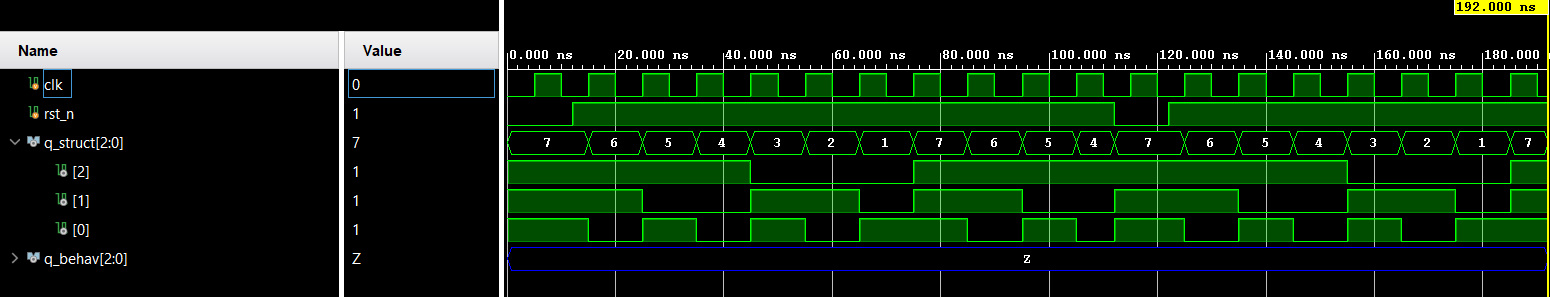 192.000 ns
Name Value 0.000 ns 20.000 ns 40.000 ns 60.000 ns 80.000 ns 100.000 ns 120.000 ns 140.000 ns 160.000 ns 180.000
clk 0
rst_n 1
q_struct[2:0] 7 7 6 5 4 3 2 1 7 6 5 4 7 6 5 4 3 2 1 7
[2] 1
[1] 1
[0] 1
q_behav[2:0] Z Z